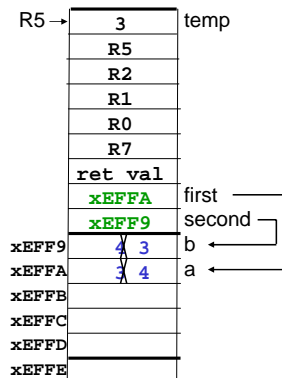 R5 3 temp
R5
R2
R1
R0
R7
ret val
xEFFA first
xEFF9 second
xEFF9 4 3 b
xEFFA 3 4 a
xEFFB
xEFFC
xEFFD
xEFFE